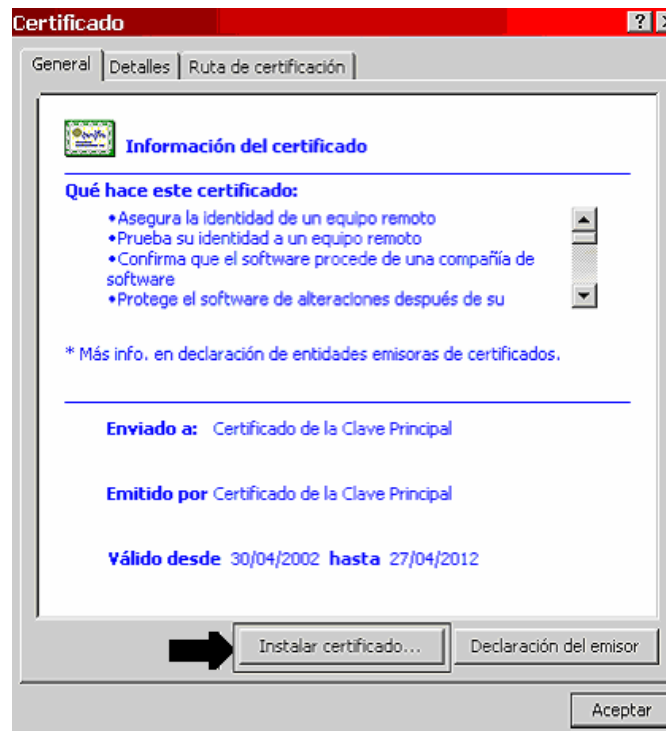 Certificado
General Detalles Ruta de certificación
Información del certificado
Qué hace este certificado:
•Asegura la identidad de un equipo remoto
•Prueba su identidad a un equipo remoto
•Confirma que el software procede de una compañía de
software
•Protege el software de alteraciones después de su
* Más info. en declaración de entidades emisoras de certificados.
Enviado a: Certificado de la Clave Principal
Emitido por Certificado de la Clave Principal
Válido desde 30/04/2002 hasta 27/04/2012
Instalar certificado... Declaración del emisor
Aceptar